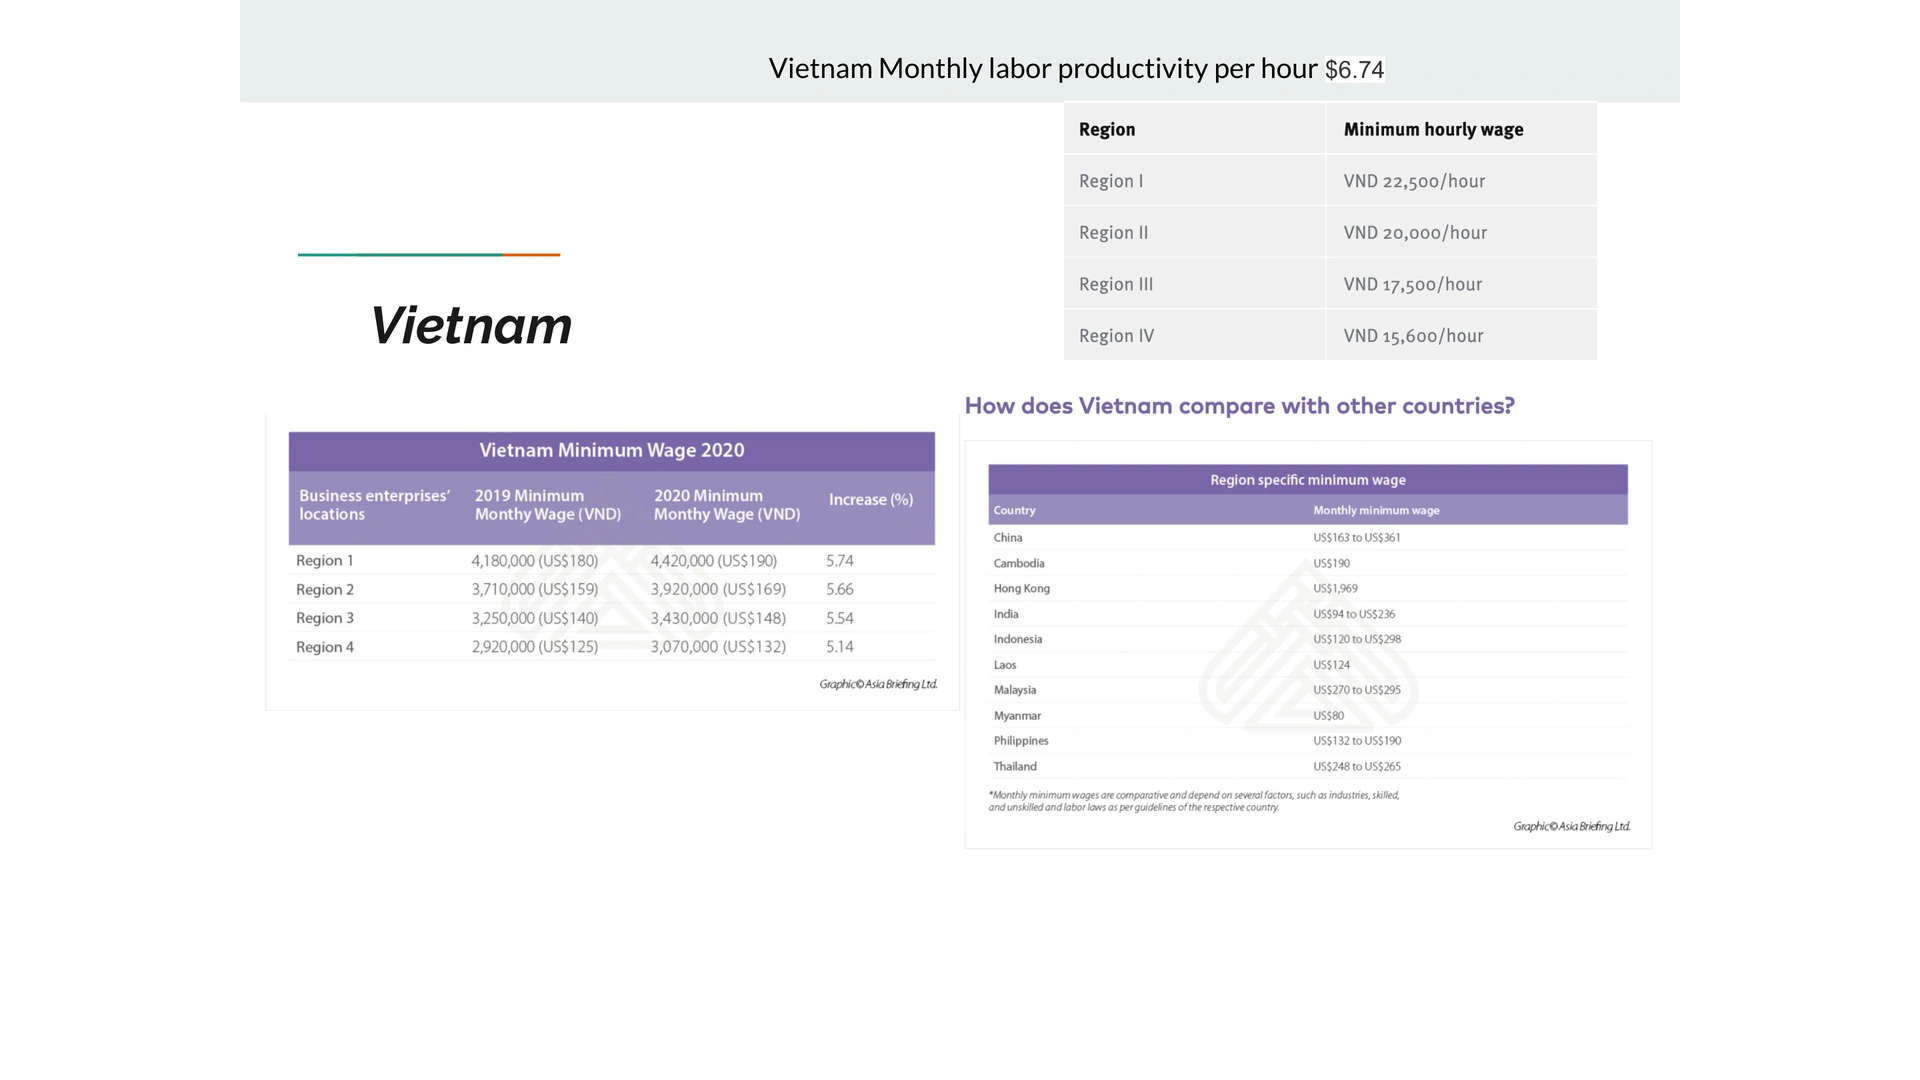 Vietnam Monthly labor productivity per hour $6.74
Region Minimum hourly wage
Region I VND 22,500/hour
Region II VND 20,000/hour
Region III VND 17,500/hour
Region IV VND 15,600/hour
Vietnam
Vietnam Minimum Wage 2020
Business enterprises’ locations 2019 Minimum Monthy Wage (VND) 2020 Minimum Monthy Wage (VND) Increase (%)
Region 1 4,180,000 (US$180) 4,420,000 (US$190) 5.74
Region 2 3,710,000 (US$159) 3,920,000 (US$169) 5.66
Region 3 3,250,000 (US$140) 3,430,000 (US$148) 5.54
Region 4 2,920,000 (US$125) 3,070,000 (US$132) 5.14
Graphic© Asia Briefing Ltd.
How does Vietnam compare with other countries?
Region specific minimum wage
Country Monthly minimum wage
China US$163 to US$361
Cambodia US$190
Hong Kong US$1,969
India US$94 to US$236
Indonesia US$120 to US$298
Laos US$124
Malaysia US$270 to US$295
Myanmar US$80
Philippines US$132 to US$190
Thailand US$248 to US$265
*Monthly minimum wages are comparative and depend on several factors, such as industries, skilled,
and unskilled and labor laws as per guidelines of the respective country.
Graphic© Asia Briefing Ltd.